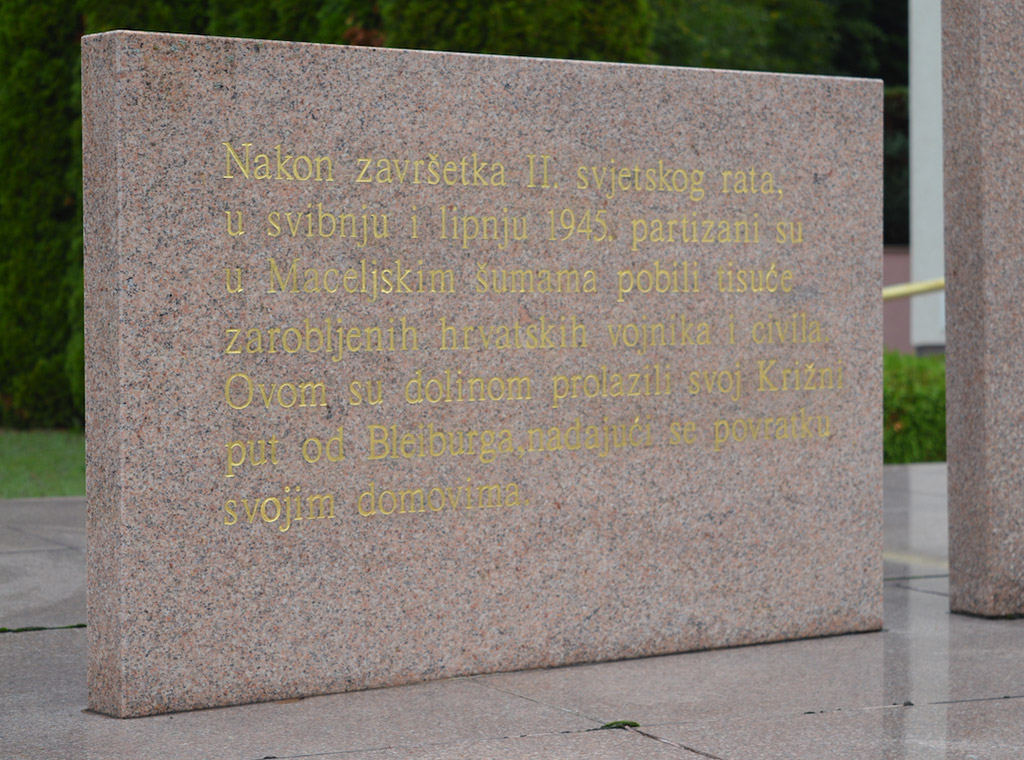 Nakon završetka II. svjetskog rata,
u svibnju i lipnju 1945. partizani su
u Maceljskim šumama pobili tisuće
zarobljenih hrvatskih vojnika i civila.
Ovom su dolinom prolazili svoj Križni
put od Bleiburga,nadajući se povratku
svojim domovima.